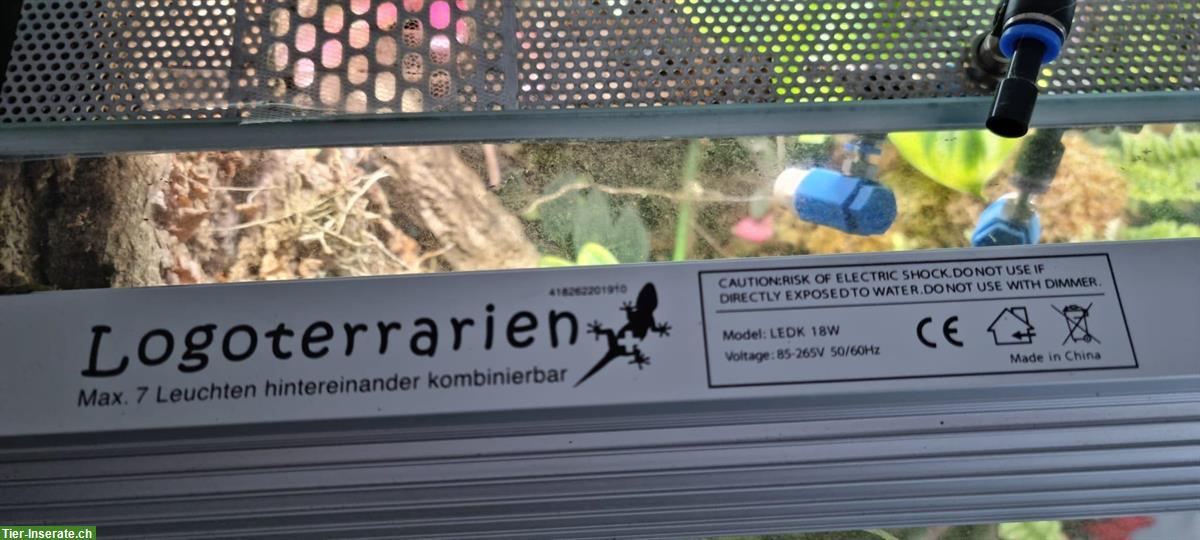 418262201910
Logoterrarien
Max. 7 Leuchten hintereinander kombinierbar
CAUTION:RISK OF ELECTRIC SHOCK.DO NOT USE IF
DIRECTLY EXPOSED TO WATER.DO NOT USE WITH DIMMER.
Model: LEDK 18W
Voltage: 85-265V 50/60Hz
CE
Made in China
Tier-Inserate.ch